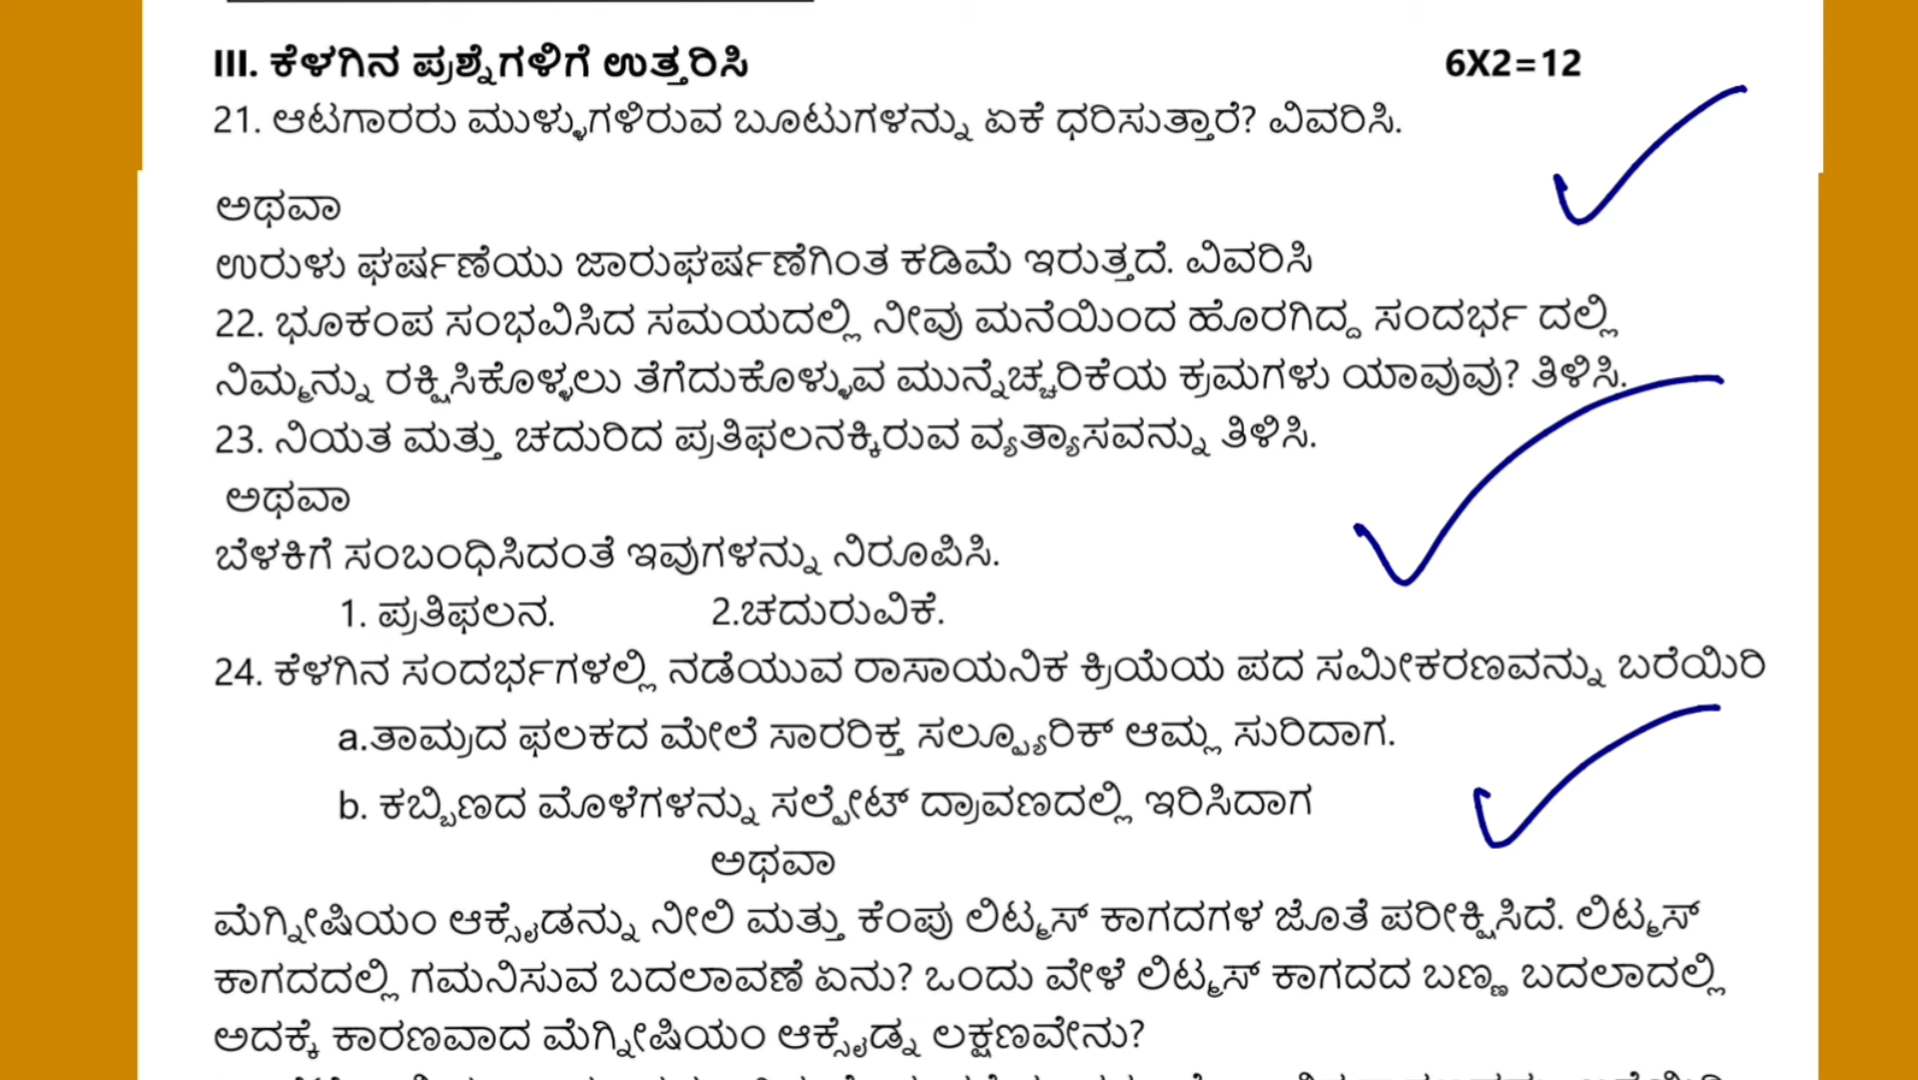 III. ಕೆಳಗಿನ ಪ್ರಶ್ನೆಗಳಿಗೆ ಉತ್ತರಿಸಿ 6X2=12
21. ಆಟಗಾರರು ಮುಳ್ಳುಗಳಿರುವ ಬೂಟುಗಳನ್ನು ಏಕೆ ಧರಿಸುತ್ತಾರೆ? ವಿವರಿಸಿ.
ಅಥವಾ
ಉರುಳು ಘರ್ಷಣೆಯು ಜಾರುಘರ್ಷಣೆಗಿಂತ ಕಡಿಮೆ ಇರುತ್ತದೆ. ವಿವರಿಸಿ
22. ಭೂಕಂಪ ಸಂಭವಿಸಿದ ಸಮಯದಲ್ಲಿ ನೀವು ಮನೆಯಿಂದ ಹೊರಗಿದ್ದ ಸಂದರ್ಭ ದಲ್ಲಿ
ನಿಮ್ಮನ್ನು ರಕ್ಷಿಸಿಕೊಳ್ಳಲು ತೆಗೆದುಕೊಳ್ಳುವ ಮುನ್ನೆಚ್ಚರಿಕೆಯ ಕ್ರಮಗಳು ಯಾವುವು? ತಿಳಿಸಿ.
23. ನಿಯತ ಮತ್ತು ಚದುರಿದ ಪ್ರತಿಫಲನಕ್ಕಿರುವ ವ್ಯತ್ಯಾಸವನ್ನು ತಿಳಿಸಿ.
ಅಥವಾ
ಬೆಳಕಿಗೆ ಸಂಬಂಧಿಸಿದಂತೆ ಇವುಗಳನ್ನು ನಿರೂಪಿಸಿ.
1. ಪ್ರತಿಫಲನ. 2.ಚದುರುವಿಕೆ.
24. ಕೆಳಗಿನ ಸಂದರ್ಭಗಳಲ್ಲಿ ನಡೆಯುವ ರಾಸಾಯನಿಕ ಕ್ರಿಯೆಯ ಪದ ಸಮೀಕರಣವನ್ನು ಬರೆಯಿರಿ
a.ತಾಮ್ರದ ಫಲಕದ ಮೇಲೆ ಸಾರರಿಕ್ತ ಸಲ್ಫ್ಯೂರಿಕ್ ಆಮ್ಲ ಸುರಿದಾಗ.
b. ಕಬ್ಬಿಣದ ಮೊಳೆಗಳನ್ನು ಸಲ್ಫೇಟ್ ದ್ರಾವಣದಲ್ಲಿ ಇರಿಸಿದಾಗ
ಅಥವಾ
ಮೆಗ್ನೀಷಿಯಂ ಆಕ್ಸೈಡನ್ನು ನೀಲಿ ಮತ್ತು ಕೆಂಪು ಲಿಟ್ಮಸ್ ಕಾಗದಗಳ ಜೊತೆ ಪರೀಕ್ಷಿಸಿದೆ. ಲಿಟ್ಮಸ್
ಕಾಗದದಲ್ಲಿ ಗಮನಿಸುವ ಬದಲಾವಣೆ ಏನು? ಒಂದು ವೇಳೆ ಲಿಟ್ಮಸ್ ಕಾಗದದ ಬಣ್ಣ ಬದಲಾದಲ್ಲಿ
ಅದಕ್ಕೆ ಕಾರಣವಾದ ಮೆಗ್ನೀಷಿಯಂ ಆಕ್ಸೈಡ್ನ ಲಕ್ಷಣವೇನು?